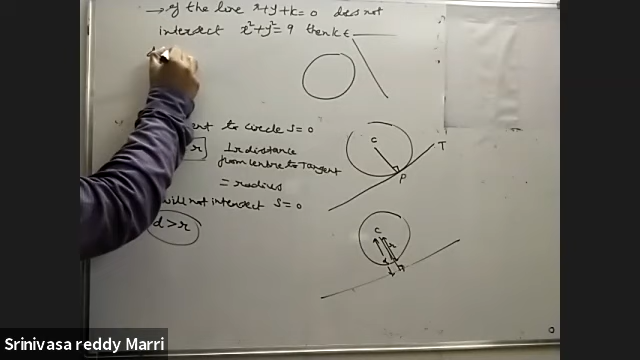 → If the line x+y+k=0 does not
intersect x²+y²=9 then k ∈
to circle S=0
r
⊥r distance
from centre to Tangent
= radius
will not intersect S=0
d > r
C
T
P
C
r
d
Srinivasa reddy Marri